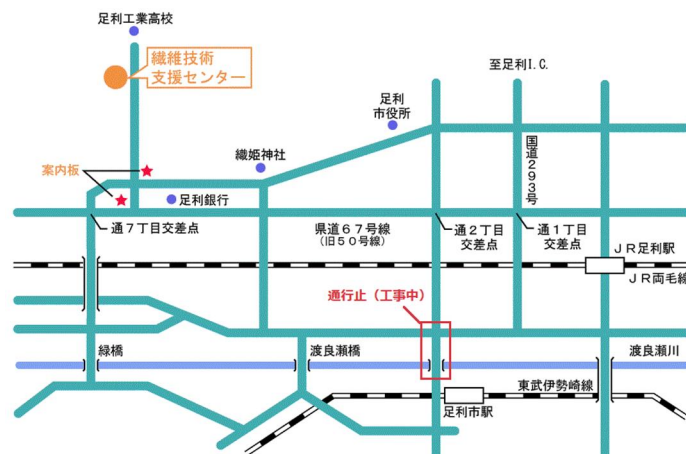 足利工業高校
繊維技術
支援センター
至足利I.C.
足利
市役所
国道293号
織姫神社
案内板
足利銀行
通7丁目交差点
県道67号線
(旧50号線)
通2丁目
交差点
通1丁目
交差点
JR足利駅
JR両毛線
通行止(工事中)
緑橋
渡良瀬橋
渡良瀬川
東武伊勢崎線
足利市駅